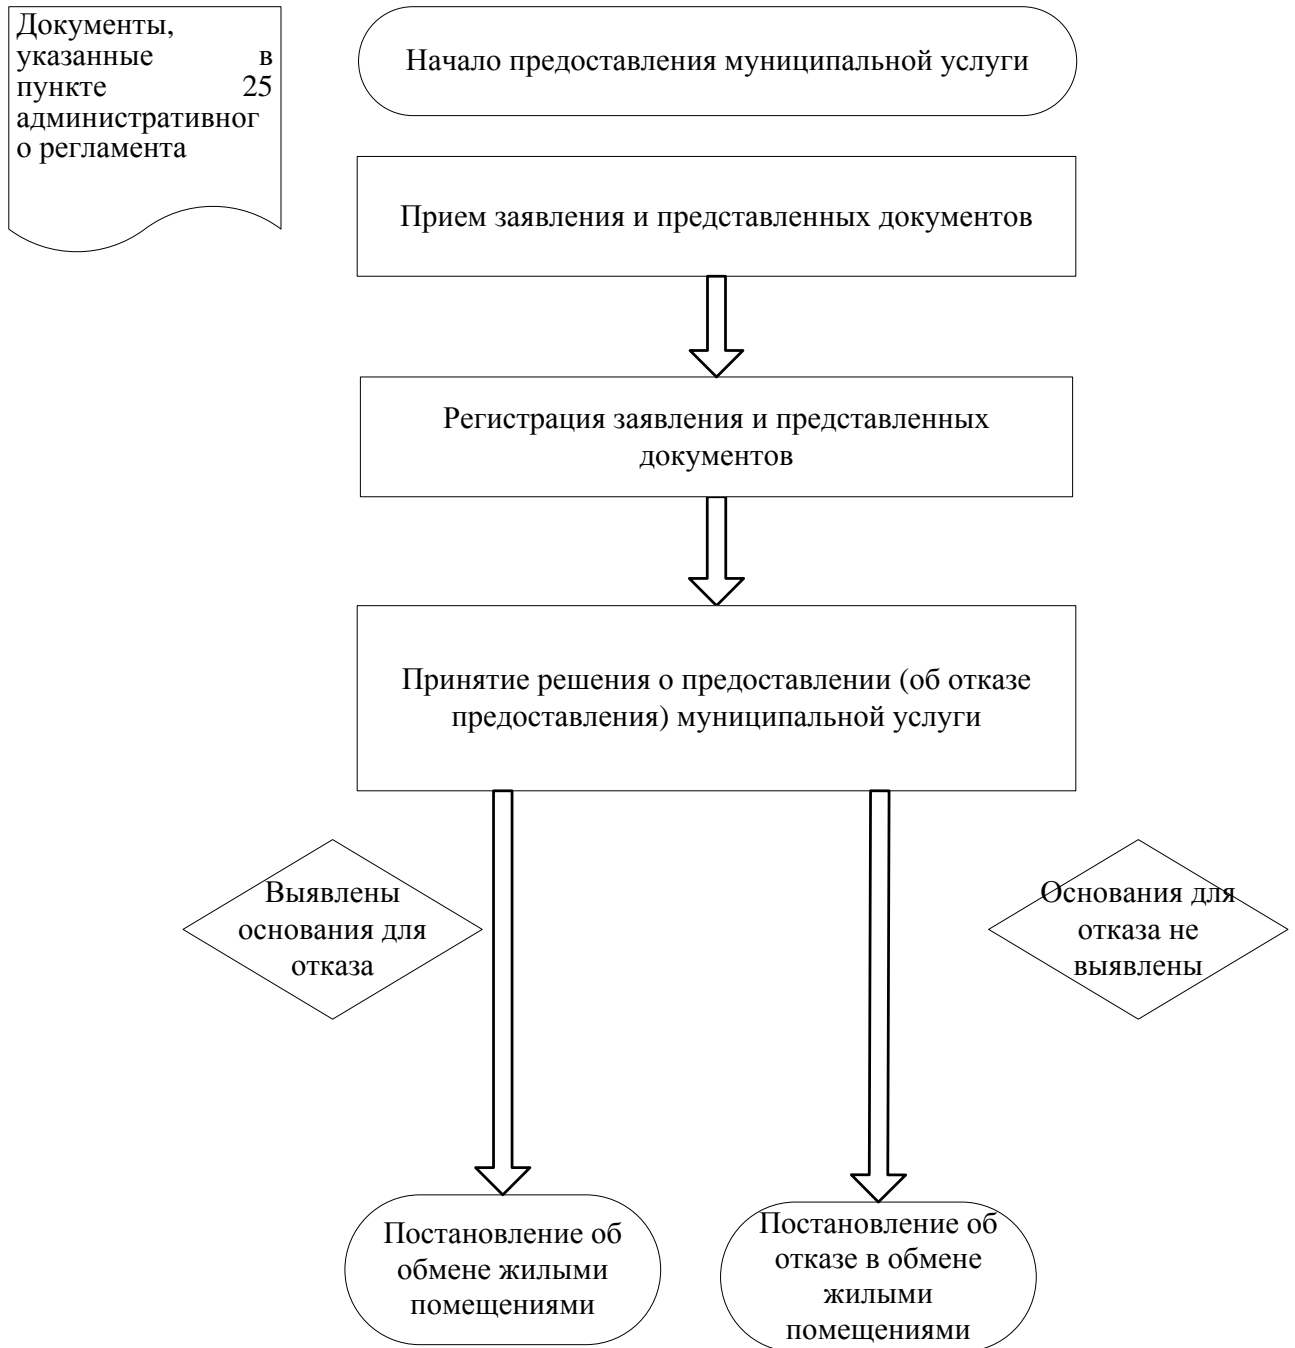 Документы,
указанные в
пункте 25
административног
о регламента
Начало предоставления муниципальной услуги
Прием заявления и представленных документов
Регистрация заявления и представленных
документов
Принятие решения о предоставлении (об отказе
предоставления) муниципальной услуги
Выявлены
основания для
отказа
Основания для
отказа не
выявлены
Постановление об
обмене жилыми
помещениями
Постановление об
отказе в обмене
жилыми
помещениями